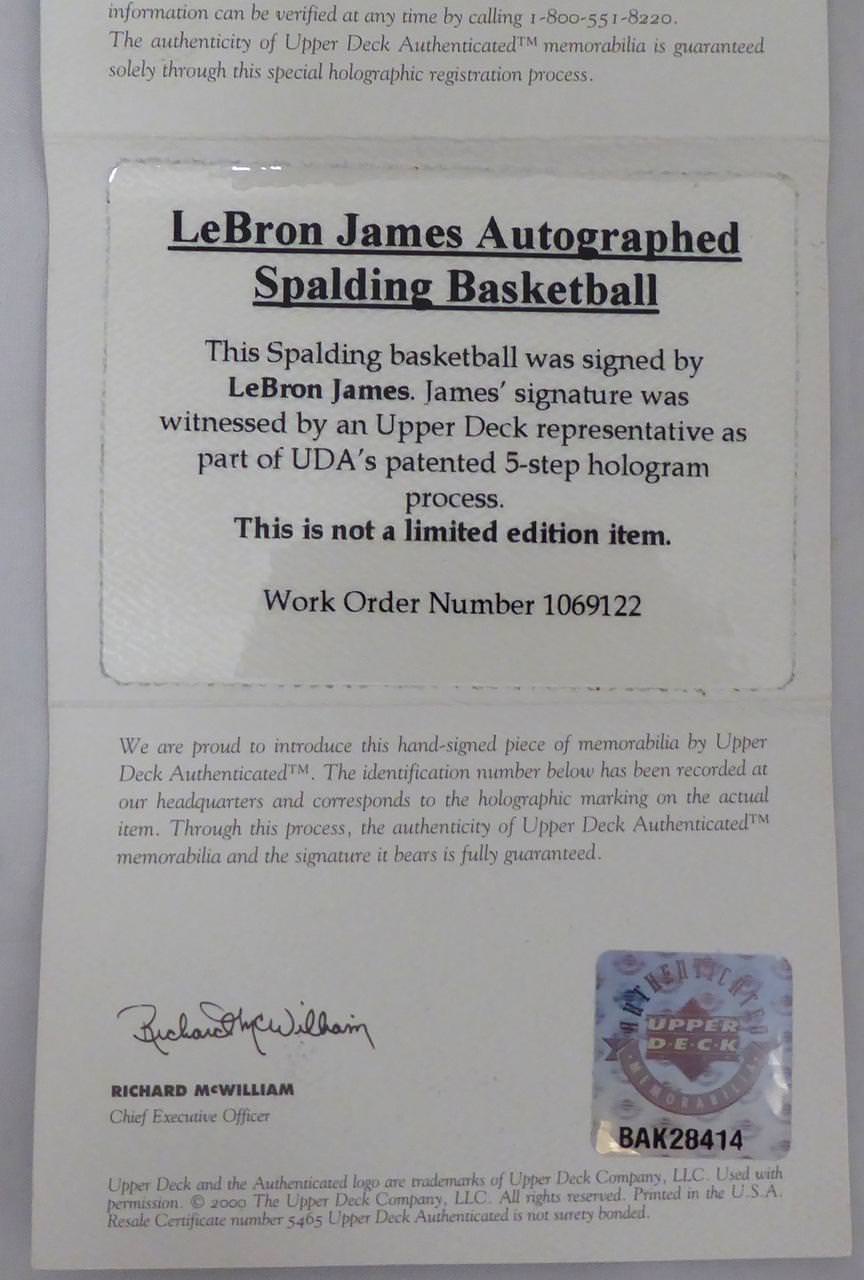 information can be verified at any time by calling 1-800-551-8220.
The authenticity of Upper Deck Authenticated™ memorabilia is guaranteed
solely through this special holographic registration process.
LeBron James Autographed
Spalding Basketball
This Spalding basketball was signed by
LeBron James. James' signature was
witnessed by an Upper Deck representative as
part of UDA's patented 5-step hologram
process.
This is not a limited edition item.
Work Order Number 1069122
We are proud to introduce this hand-signed piece of memorabilia by Upper
Deck Authenticated™. The identification number below has been recorded at
our headquarters and corresponds to the holographic marking on the actual
item. Through this process, the authenticity of Upper Deck Authenticated™
memorabilia and the signature it bears is fully guaranteed.
Richard McWilliam
RICHARD McWILLIAM
Chief Executive Officer
AUTHENTICATED
UPPER
D·E·C·K
MEMORABILIA
BAK28414
Upper Deck and the Authenticated logo are trademarks of Upper Deck Company, LLC. Used with
permission. © 2000 The Upper Deck Company, LLC. All rights reserved. Printed in the U.S.A.
Resale Certificate number 5465 Upper Deck Authenticated is not surety bonded.